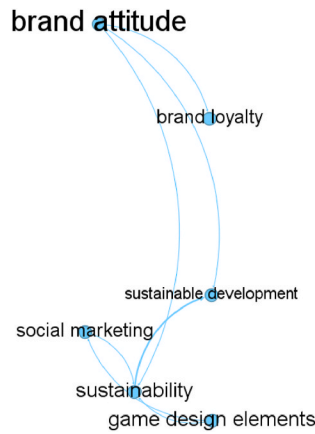 brand attitude
brand loyalty
sustainable development
social marketing
sustainability
game design elements